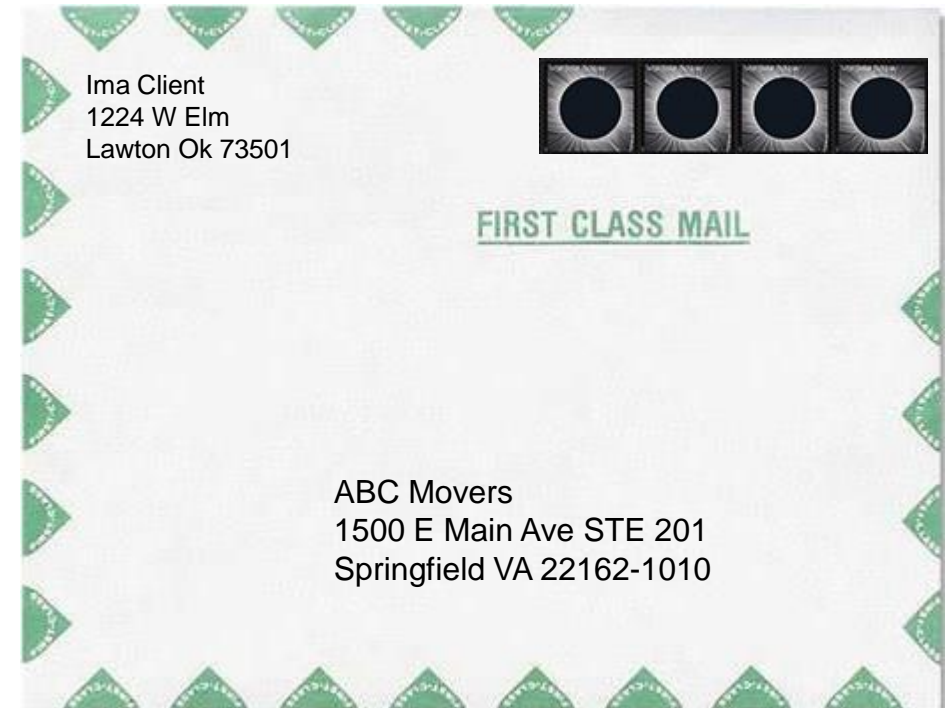 Ima Client
1224 W Elm
Lawton Ok 73501
FIRST CLASS MAIL
ABC Movers
1500 E Main Ave STE 201
Springfield VA 22162-1010